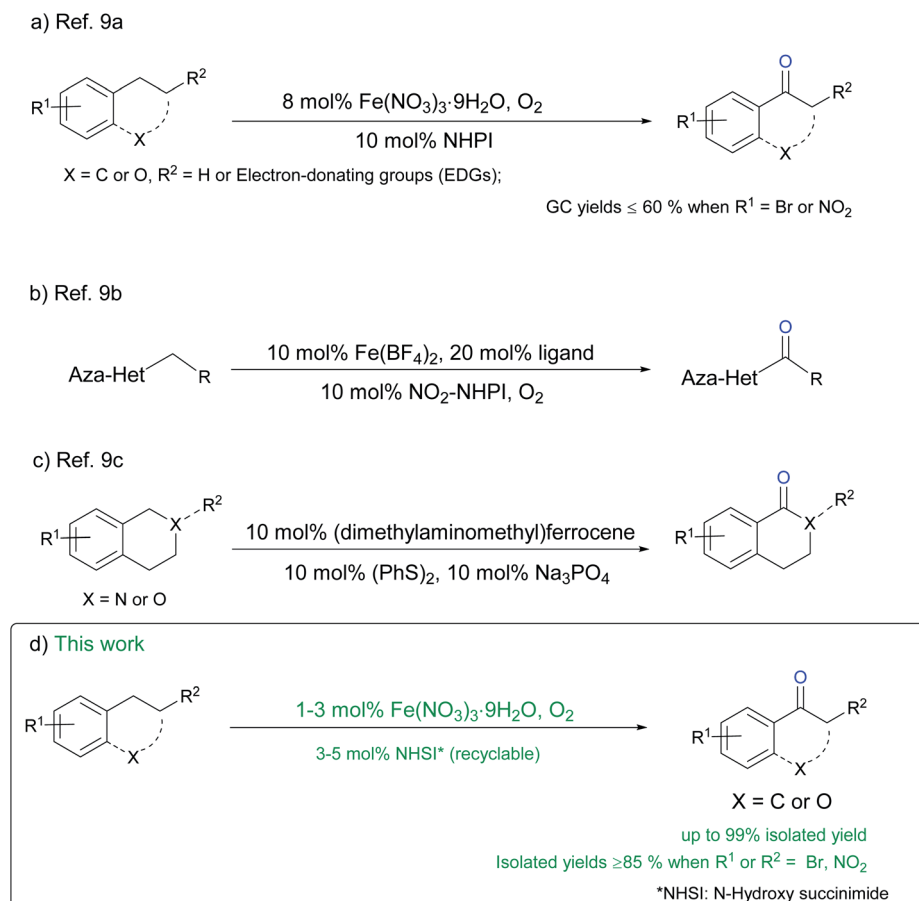 a) Ref. 9a
R¹
R²
X
8 mol% Fe(NO₃)₃·9H₂O, O₂
10 mol% NHPI
O
R¹
R²
X
X = C or O, R² = H or Electron-donating groups (EDGs);
GC yields ≤ 60 % when R¹ = Br or NO₂
b) Ref. 9b
Aza-Het
R
10 mol% Fe(BF₄)₂, 20 mol% ligand
10 mol% NO₂-NHPI, O₂
O
Aza-Het
R
c) Ref. 9c
R¹
X
R²
X = N or O
10 mol% (dimethylaminomethyl)ferrocene
10 mol% (PhS)₂, 10 mol% Na₃PO₄
O
R¹
X
R²
d) This work
R¹
R²
X
1-3 mol% Fe(NO₃)₃·9H₂O, O₂
3-5 mol% NHSI* (recyclable)
O
R¹
R²
X
X = C or O
up to 99% isolated yield
Isolated yields ≥85 % when R¹ or R² = Br, NO₂
*NHSI: N-Hydroxy succinimide